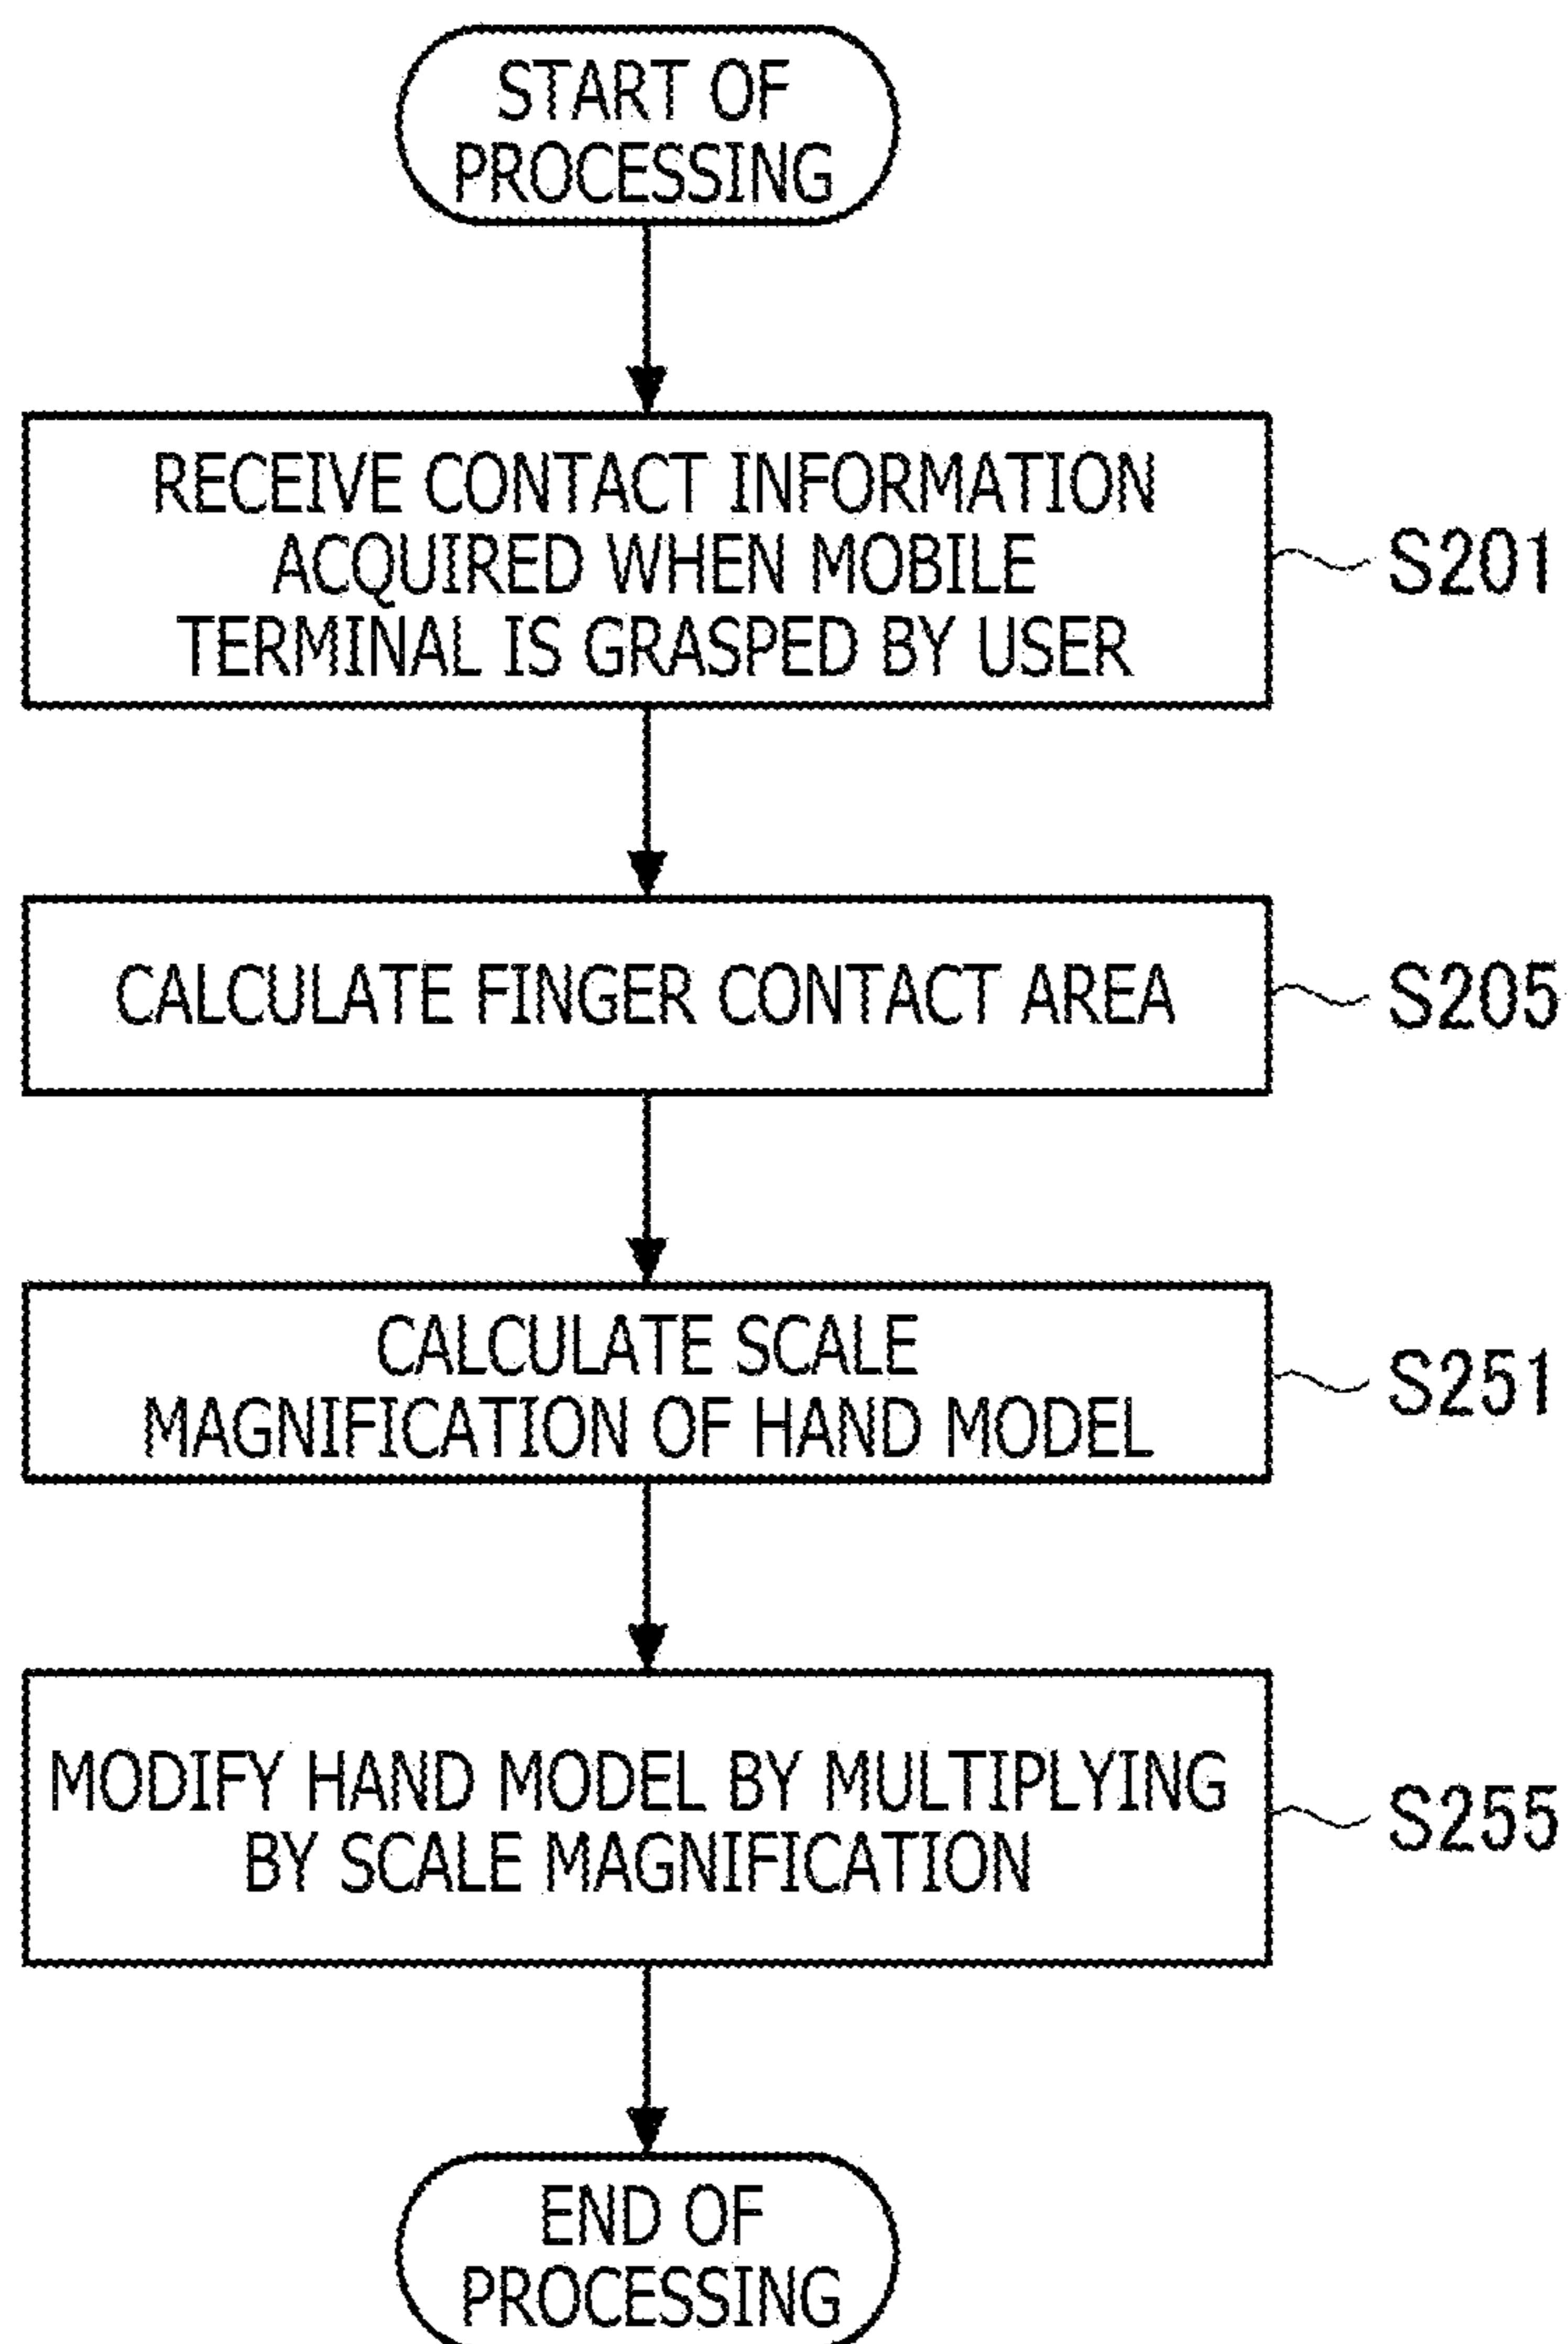 START OF
PROCESSING
RECEIVE CONTACT INFORMATION
ACQUIRED WHEN MOBILE
TERMINAL IS GRASPED BY USER
S201
CALCULATE FINGER CONTACT AREA
S205
CALCULATE SCALE
MAGNIFICATION OF HAND MODEL
S251
MODIFY HAND MODEL BY MULTIPLYING
BY SCALE MAGNIFICATION
S255
END OF
PROCESSING